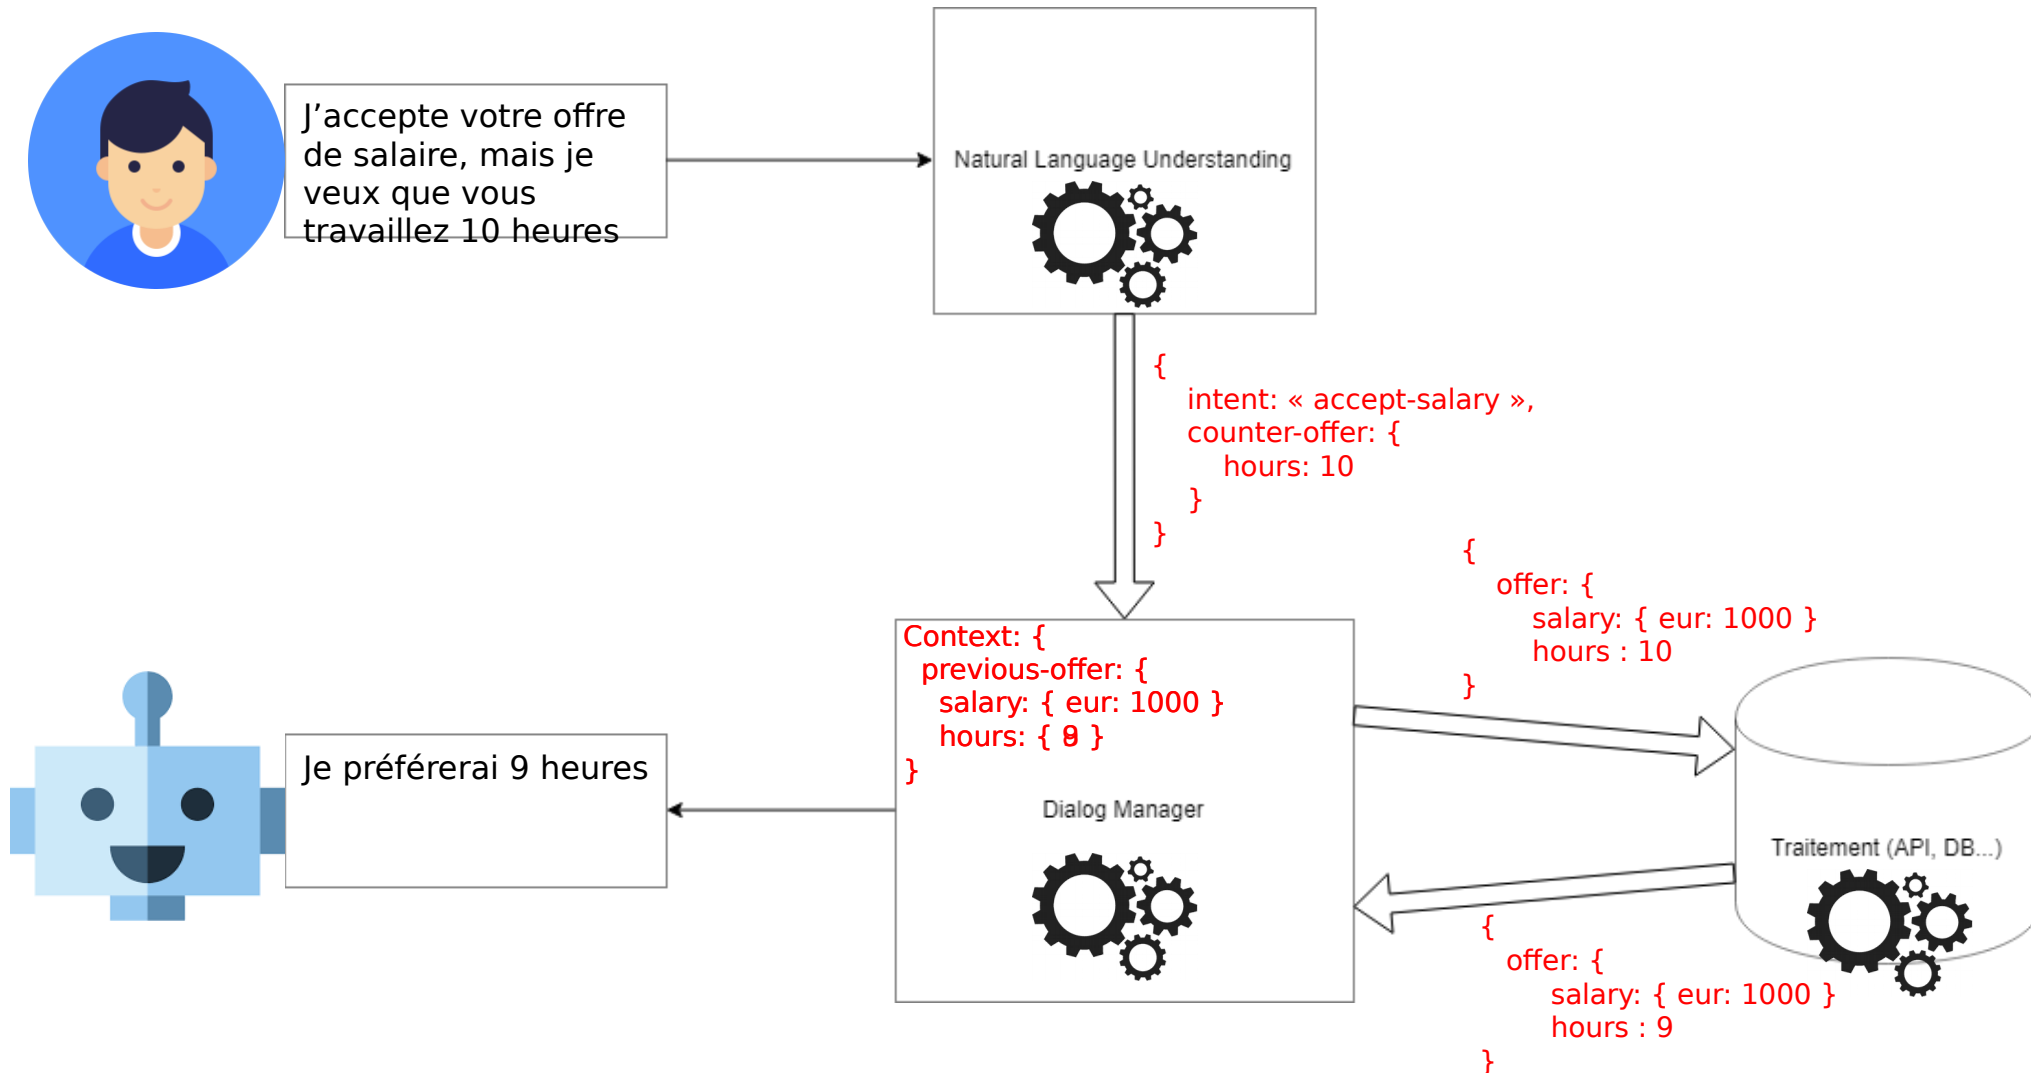 J’accepte votre offre
de salaire, mais je
veux que vous
travaillez 10 heures
Natural Language Understanding
{
intent: « accept-salary »,
counter-offer: {
hours: 10
}
}
{
offer: {
salary: { eur: 1000 }
hours : 10
}
Context: {
previous-offer: {
salary: { eur: 1000 }
hours: { }
}
Dialog Manager
Je préférerai 9 heures
Traitement (API, DB...)
{
offer: {
salary: { eur: 1000 }
hours : 9
}